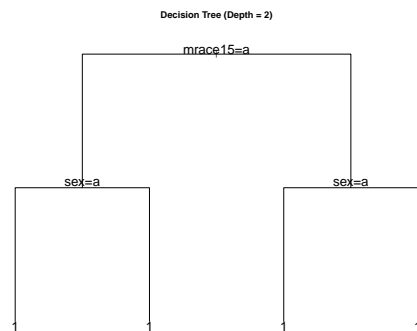 Decision Tree (Depth = 2)
mrace15=a
sex=a sex=a
1 1 1 1